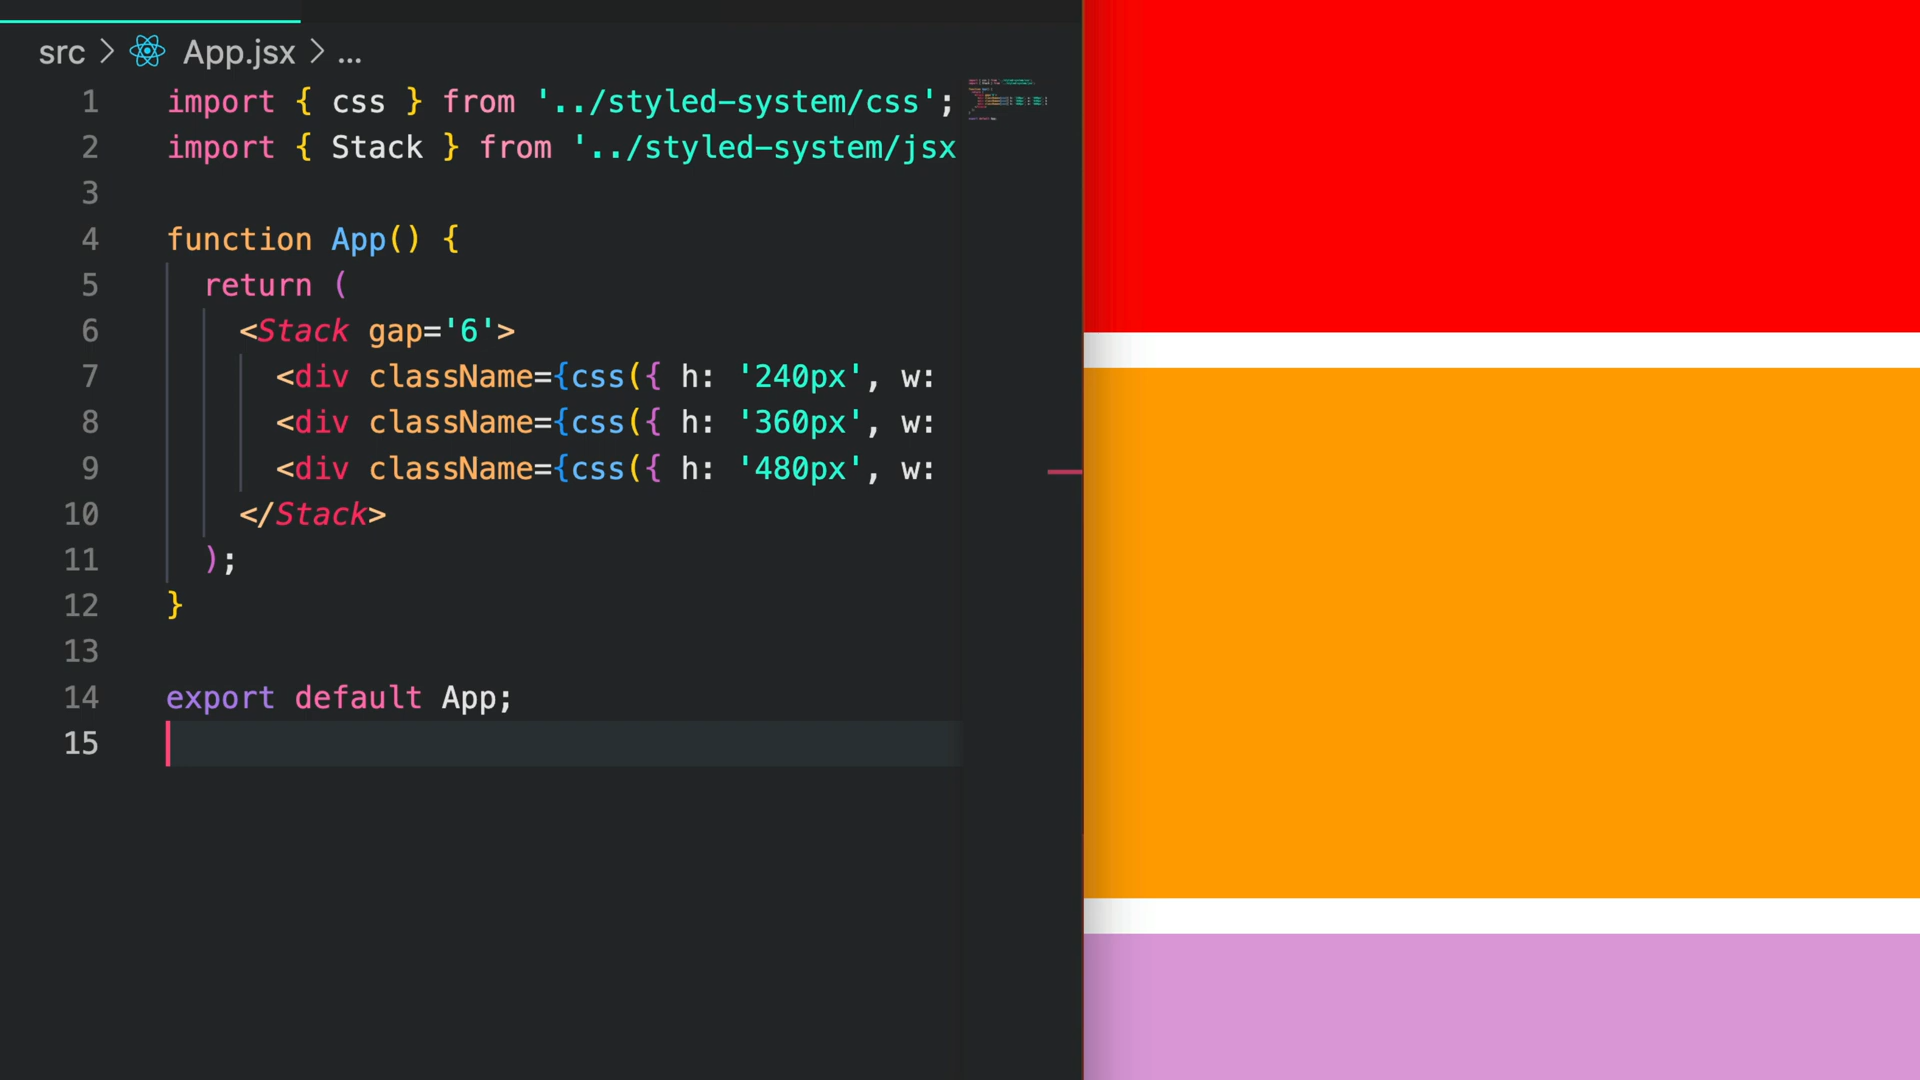 src > App.jsx > ...
1 import { css } from '../styled-system/css';
2 import { Stack } from '../styled-system/jsx
3
4 function App() {
5 return (
6 <Stack gap='6'>
7 <div className={css({ h: '240px', w:
8 <div className={css({ h: '360px', w:
9 <div className={css({ h: '480px', w:
10 </Stack>
11 );
12 }
13
14 export default App;
15